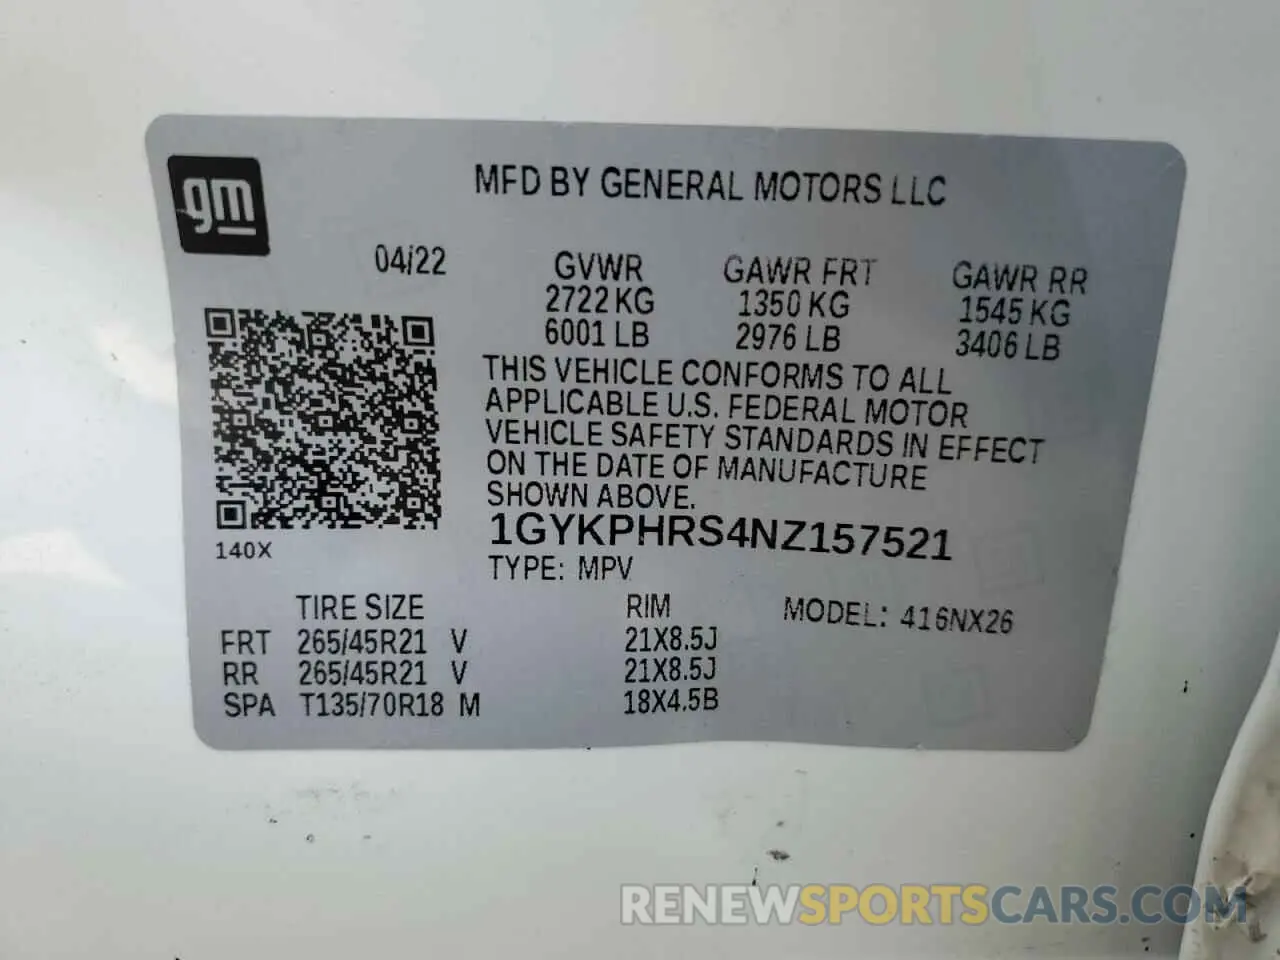 gm
MFD BY GENERAL MOTORS LLC
04/22 GVWR GAWR FRT GAWR RR
2722 KG 1350 KG 1545 KG
6001 LB 2976 LB 3406 LB
THIS VEHICLE CONFORMS TO ALL
APPLICABLE U.S. FEDERAL MOTOR
VEHICLE SAFETY STANDARDS IN EFFECT
ON THE DATE OF MANUFACTURE
SHOWN ABOVE.
1GYKPHRS4NZ157521
140X TYPE: MPV
TIRE SIZE RIM MODEL: 416NX26
FRT 265/45R21 V 21X8.5J
RR 265/45R21 V 21X8.5J
SPA T135/70R18 M 18X4.5B
RENEWSPORTSCARS.COM